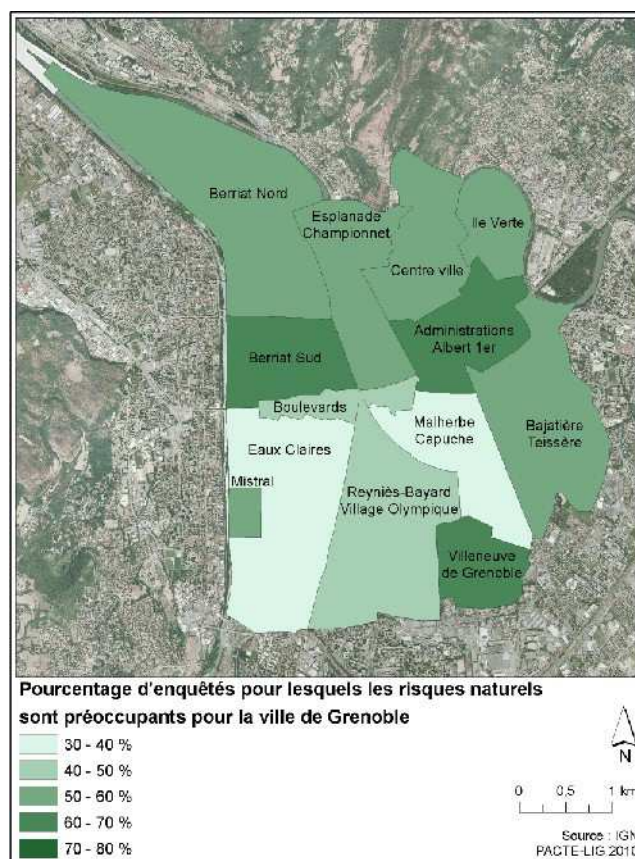 Berriat Nord
Esplanade
Championnet
Ile Verte
Centre ville
Administrations
Albert 1er
Berriat Sud
Boulevards
Malherbe
Capuche
Bajatière
Teissère
Eaux Claires
Mistral
Reyniès-Bayard
Village Olympique
Villeneuve
de Grenoble
Pourcentage d'enquêtés pour lesquels les risques naturels
sont préoccupants pour la ville de Grenoble
30 - 40 %
40 - 50 %
50 - 60 %
60 - 70 %
70 - 80 %
N
0 0,5 1 km
Source : IGN
PACTE-LIG 2010